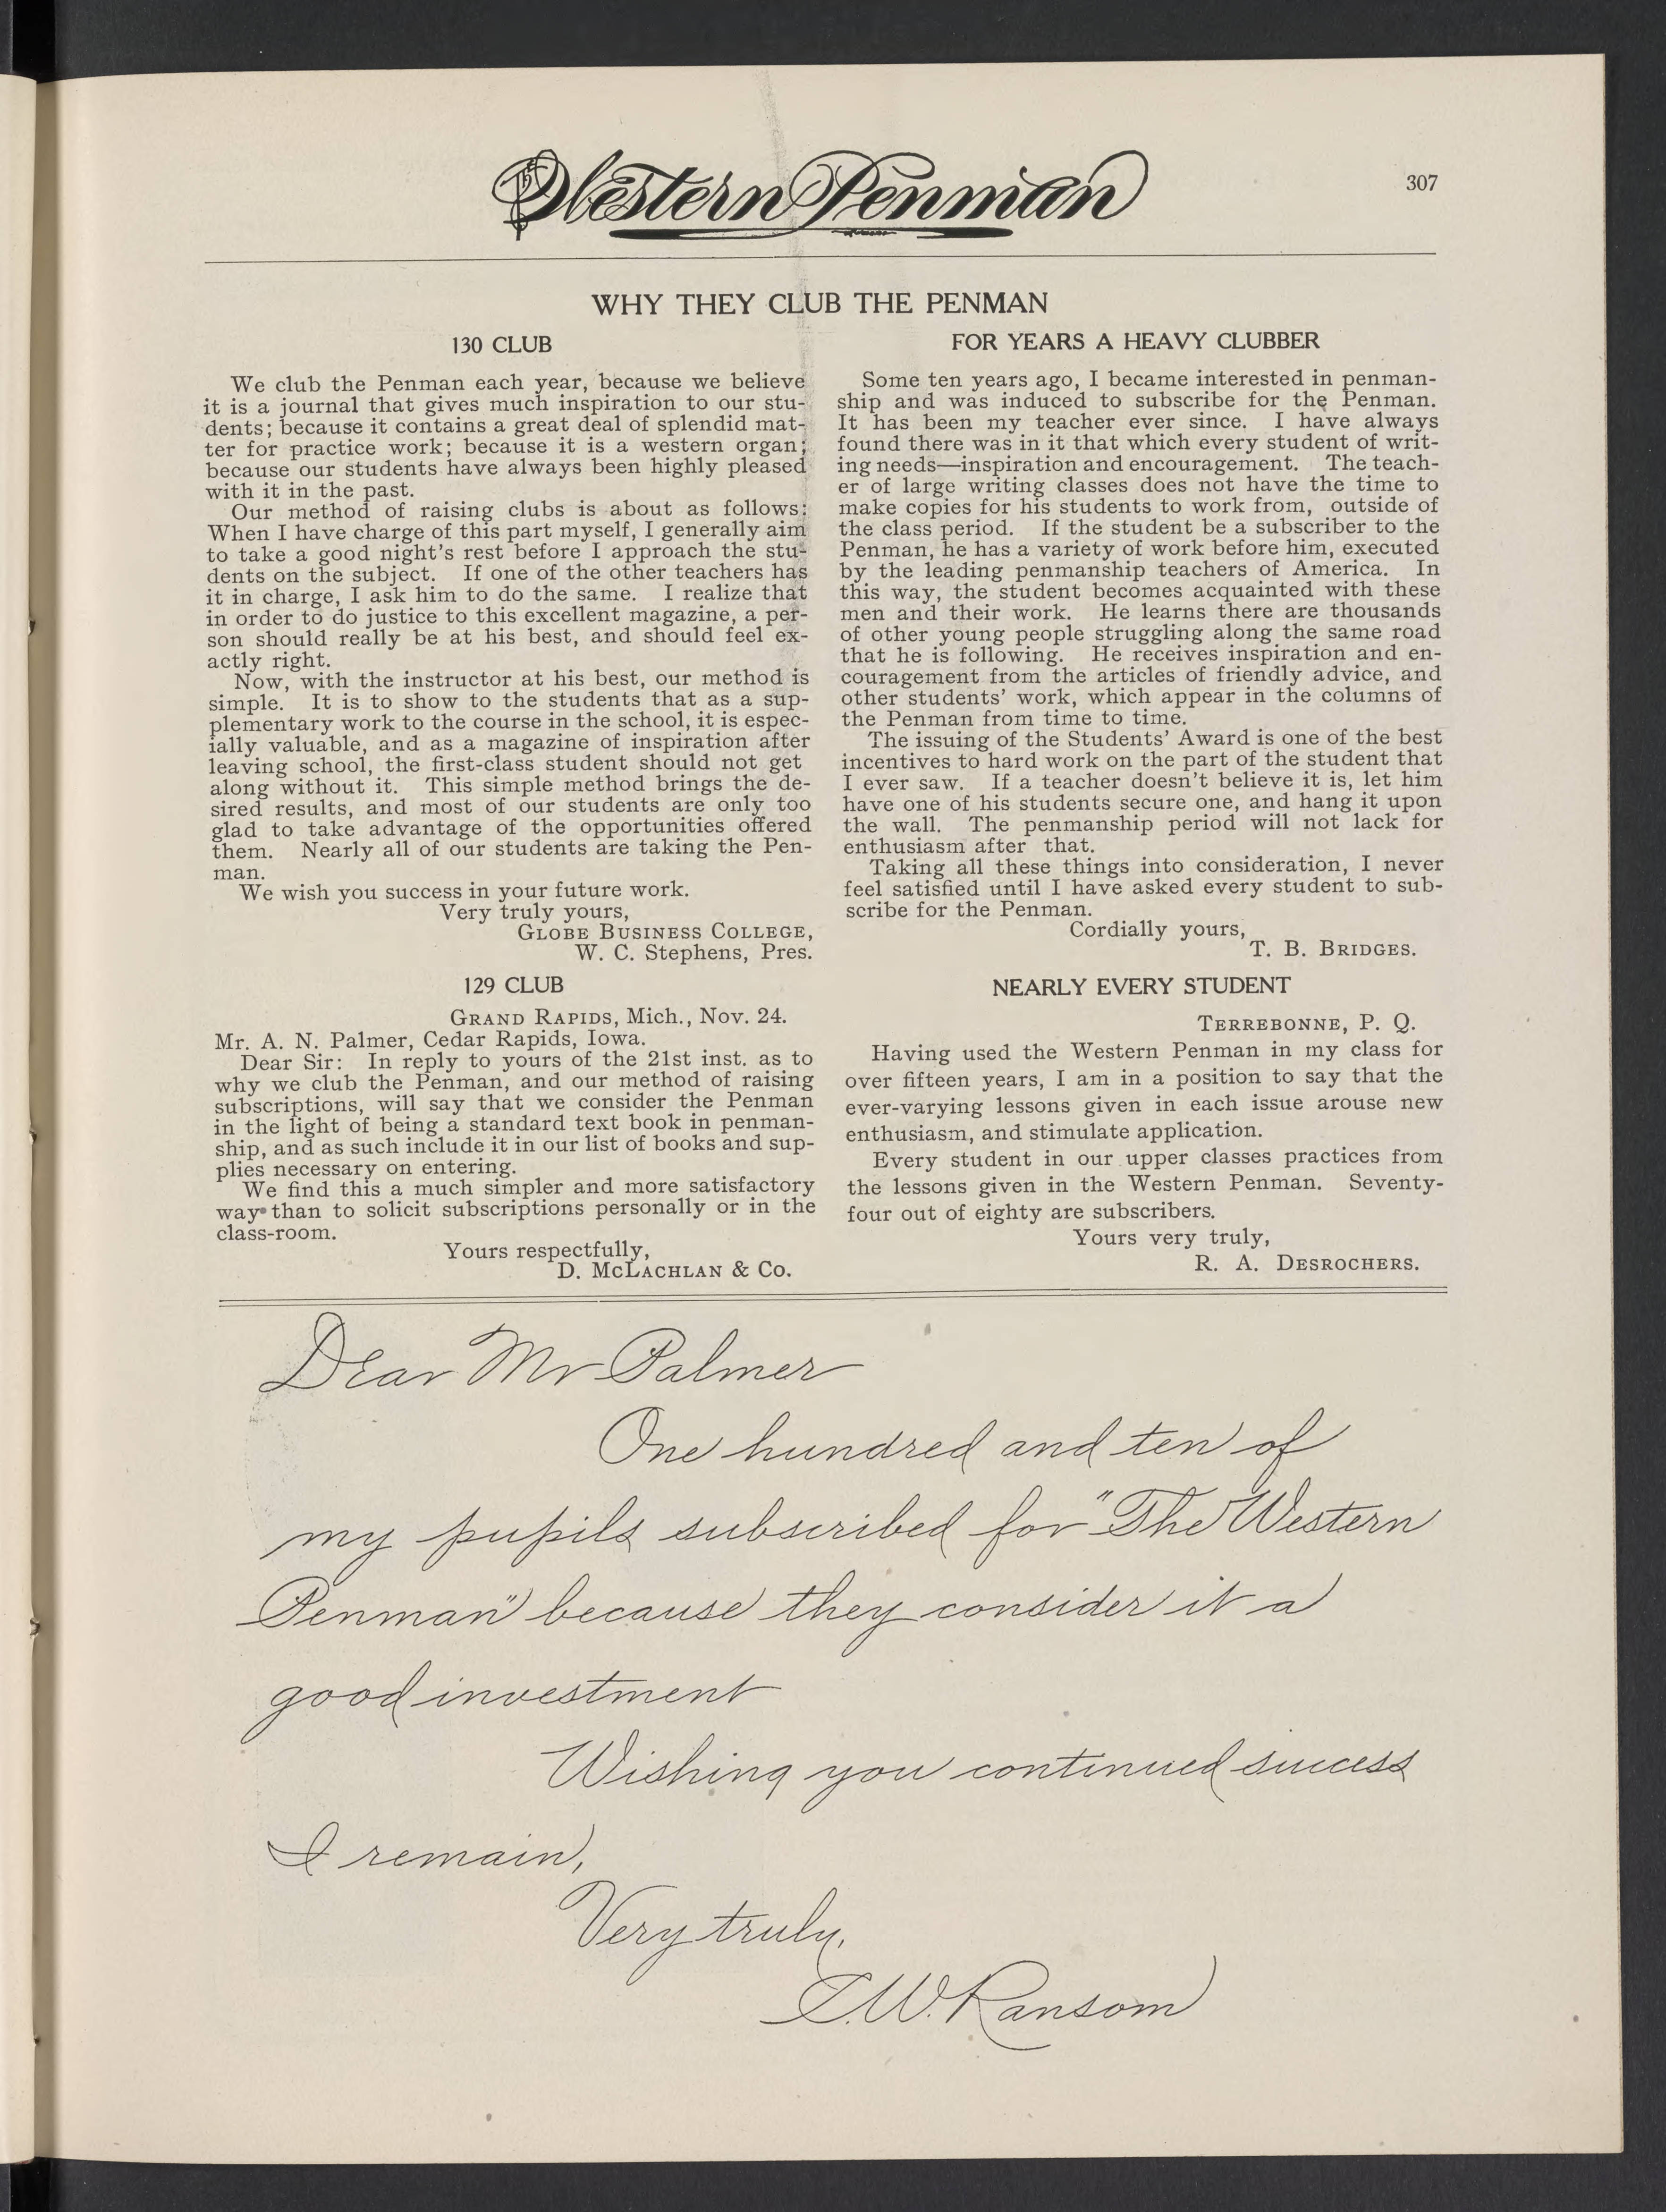 The Western Penman
307
WHY THEY CLUB THE PENMAN
130 CLUB
We club the Penman each year, because we believe
it is a journal that gives much inspiration to our stu-
dents; because it contains a great deal of splendid mat-
ter for practice work; because it is a western organ;
because our students have always been highly pleased
with it in the past.
Our method of raising clubs is about as follows:
When I have charge of this part myself, I generally aim
to take a good night's rest before I approach the stu-
dents on the subject. If one of the other teachers has
it in charge, I ask him to do the same. I realize that
in order to do justice to this excellent magazine, a per-
son should really be at his best, and should feel ex-
actly right.
Now, with the instructor at his best, our method is
simple. It is to show to the students that as a sup-
plementary work to the course in the school, it is espec-
ially valuable, and as a magazine of inspiration after
leaving school, the first-class student should not get
along without it. This simple method brings the de-
sired results, and most of our students are only too
glad to take advantage of the opportunities offered
them. Nearly all of our students are taking the Pen-
man.
We wish you success in your future work.
Very truly yours,
GLOBE BUSINESS COLLEGE,
W. C. Stephens, Pres.
129 CLUB
GRAND RAPIDS, Mich., Nov. 24.
Mr. A. N. Palmer, Cedar Rapids, Iowa.
Dear Sir: In reply to yours of the 21st inst. as to
why we club the Penman, and our method of raising
subscriptions, will say that we consider the Penman
in the light of being a standard text book in penman-
ship, and as such include it in our list of books and sup-
plies necessary on entering.
We find this a much simpler and more satisfactory
way than to solicit subscriptions personally or in the
class-room.
Yours respectfully,
D. MCLACHLAN & CO.
FOR YEARS A HEAVY CLUBBER
Some ten years ago, I became interested in penman-
ship and was induced to subscribe for the Penman.
It has been my teacher ever since. I have always
found there was in it that which every student of writ-
ing needs—inspiration and encouragement. The teach-
er of large writing classes does not have the time to
make copies for his students to work from, outside of
the class period. If the student be a subscriber to the
Penman, he has a variety of work before him, executed
by the leading penmanship teachers of America. In
this way, the student becomes acquainted with these
men and their work. He learns there are thousands
of other young people struggling along the same road
that he is following. He receives inspiration and en-
couragement from the articles of friendly advice, and
other students' work, which appear in the columns of
the Penman from time to time.
The issuing of the Students' Award is one of the best
incentives to hard work on the part of the student that
I ever saw. If a teacher doesn't believe it is, let him
have one of his students secure one, and hang it upon
the wall. The penmanship period will not lack for
enthusiasm after that.
Taking all these things into consideration, I never
feel satisfied until I have asked every student to sub-
scribe for the Penman.
Cordially yours,
T. B. BRIDGES.
NEARLY EVERY STUDENT
TERREBONNE, P. Q.
Having used the Western Penman in my class for
over fifteen years, I am in a position to say that the
ever-varying lessons given in each issue arouse new
enthusiasm, and stimulate application.
Every student in our upper classes practices from
the lessons given in the Western Penman. Seventy-
four out of eighty are subscribers.
Yours very truly,
R. A. DESROCHERS.
Dear Mr Palmer
One hundred and ten of
my pupils subscribed for "The Western
Penman" because they consider it a
good investment
Wishing you continued success
I remain,
Very truly,
C.W. Ransom